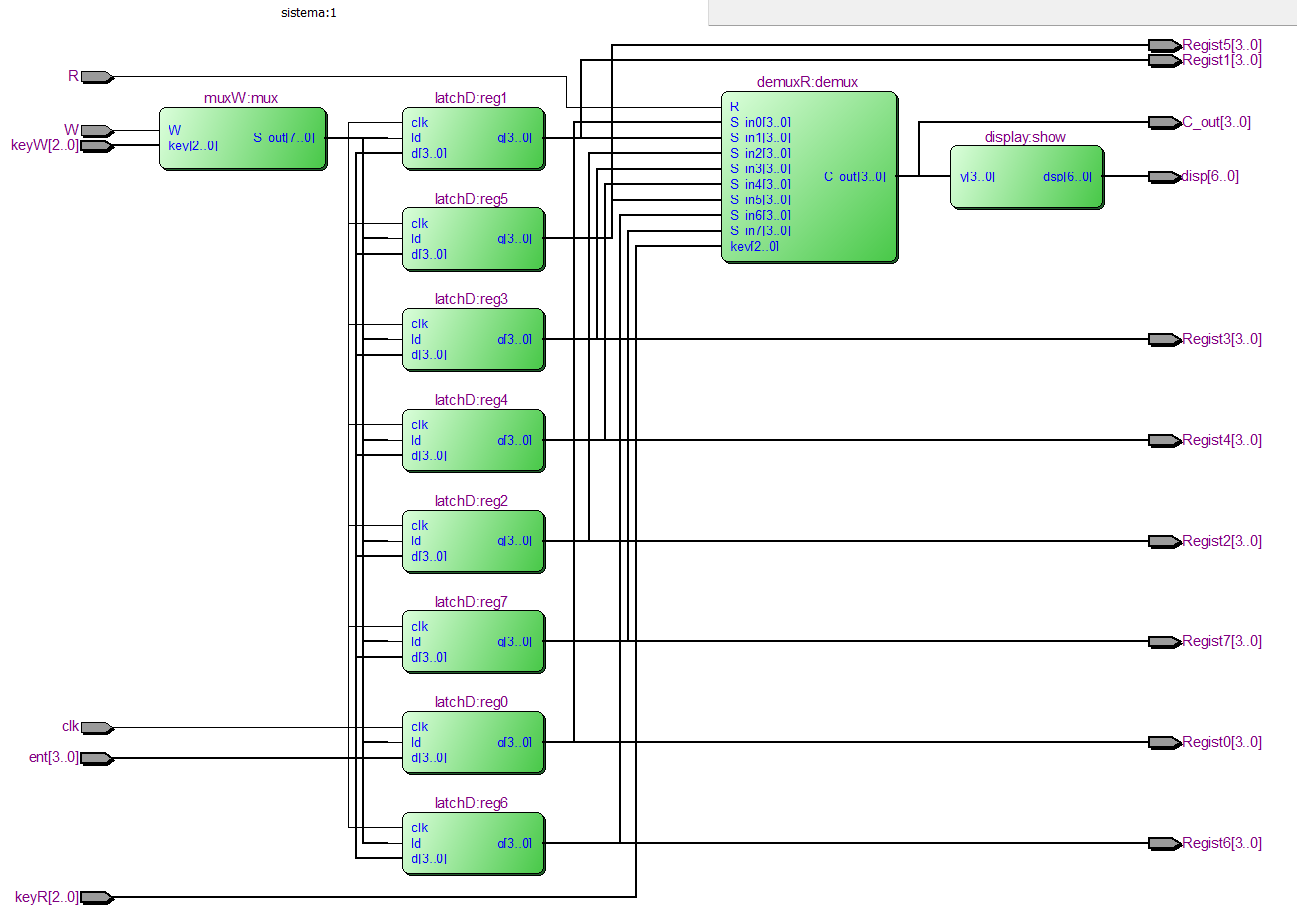 sistema:1
R
W
keyW[2..0]
muxW:mux
W
key[2..0]
S_out[7..0]
latchD:reg1
clk
ld
d[3..0]
q[3..0]
latchD:reg5
clk
ld
d[3..0]
q[3..0]
latchD:reg3
clk
ld
d[3..0]
q[3..0]
latchD:reg4
clk
ld
d[3..0]
q[3..0]
latchD:reg2
clk
ld
d[3..0]
q[3..0]
latchD:reg7
clk
ld
d[3..0]
q[3..0]
clk
ent[3..0]
latchD:reg0
clk
ld
d[3..0]
q[3..0]
latchD:reg6
clk
ld
d[3..0]
q[3..0]
keyR[2..0]
demuxR:demux
R
S_in0[3..0]
S_in1[3..0]
S_in2[3..0]
S_in3[3..0]
S_in4[3..0]
S_in5[3..0]
S_in6[3..0]
S_in7[3..0]
key[2..0]
C_out[3..0]
display:show
y[3..0]
dsp[6..0]
Regist5[3..0]
Regist1[3..0]
C_out[3..0]
disp[6..0]
Regist3[3..0]
Regist4[3..0]
Regist2[3..0]
Regist7[3..0]
Regist0[3..0]
Regist6[3..0]